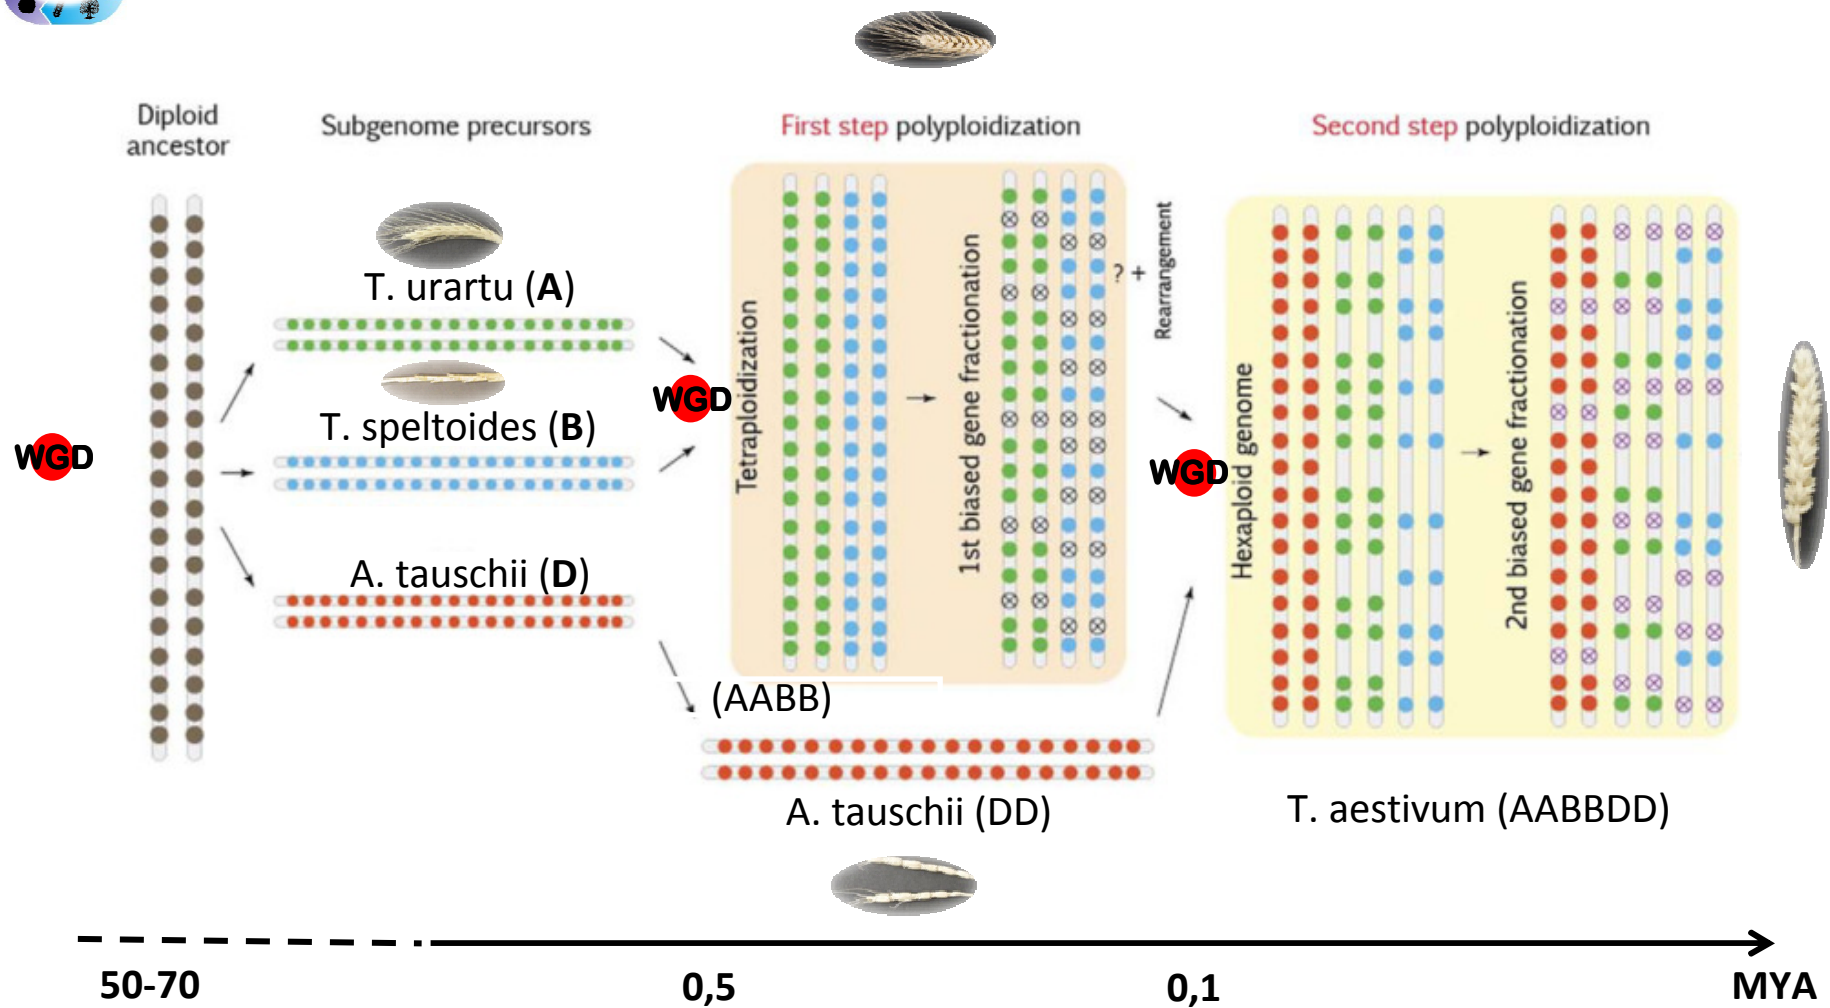 Diploid
ancestor
Subgenome precursors
First step polyploidization
Second step polyploidization
T. urartu (A)
T. speltoides (B)
A. tauschii (D)
WGD
WGD
Tetraploidization
1st biased gene fractionation
? +
Rearrangement
WGD
Hexaploid genome
2nd biased gene fractionation
(AABB)
A. tauschii (DD)
T. aestivum (AABBDD)
50-70
0,5
0,1
MYA